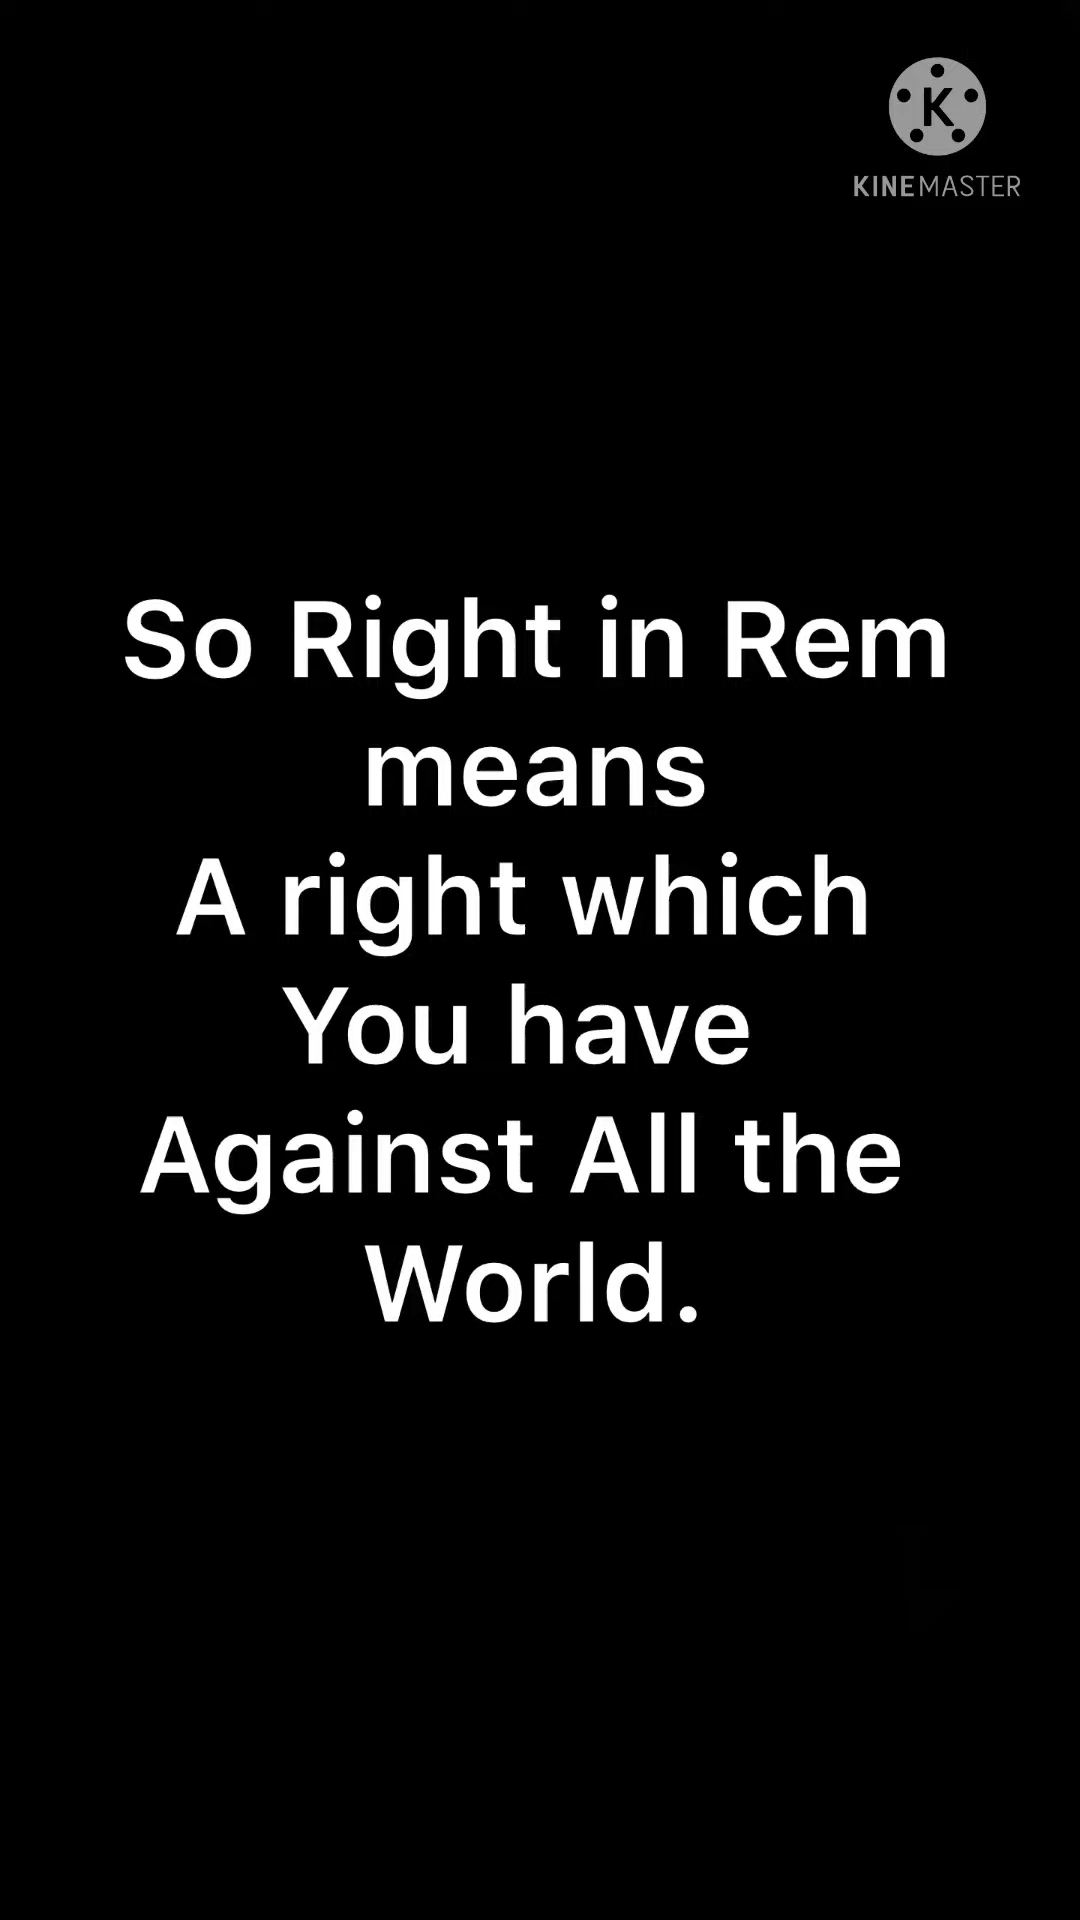 K
KINEMASTER
So Right in Rem
means
A right which
You have
Against All the
World.